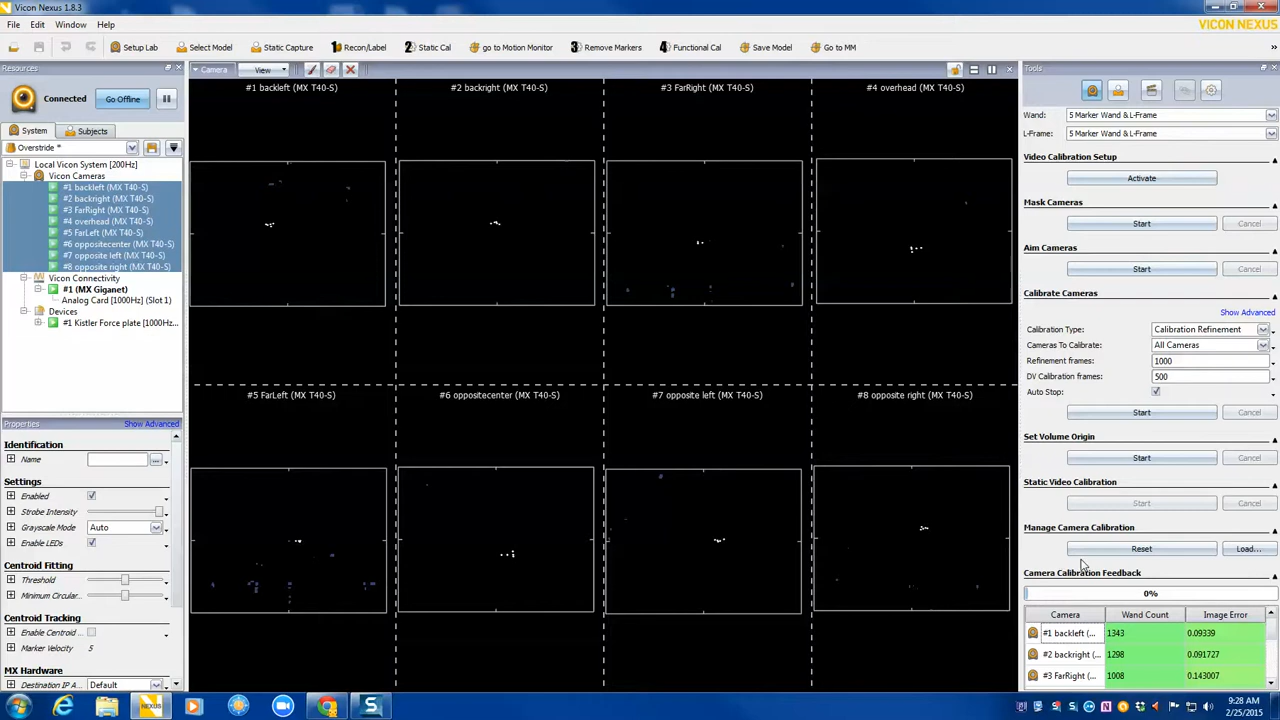 Vicon Nexus 1.8.3
File Edit Window Help
VICON NEXUS
Setup Lab Select Model Static Capture 1 Recon/Label 2 Static Cal go to Motion Monitor 3 Remove Markers 4 Functional Cal Save Model Go to MM »
Resources
Connected Go Offline
System Subjects
Overstride *
Local Vicon System [200Hz]
Vicon Cameras
#1 backleft (MX T40-S)
#2 backright (MX T40-S)
#3 FarRight (MX T40-S)
#4 overhead (MX T40-S)
#5 FarLeft (MX T40-S)
#6 oppositecenter (MX T40-S)
#7 opposite left (MX T40-S)
#8 opposite right (MX T40-S)
Vicon Connectivity
#1 (MX Giganet)
Analog Card [1000Hz] (Slot 1)
Devices
#1 Kistler Force plate [1000Hz...
Properties Show Advanced
Identification
Name ...
Settings
Enabled
Strobe Intensity
Grayscale Mode Auto
Enable LEDs
Centroid Fitting
Threshold
Minimum Circular...
Centroid Tracking
Enable Centroid ...
Marker Velocity 5
MX Hardware
Destination IP A... Default
Camera View
#1 backleft (MX T40-S) #2 backright (MX T40-S) #3 FarRight (MX T40-S) #4 overhead (MX T40-S)
#5 FarLeft (MX T40-S) #6 oppositecenter (MX T40-S) #7 opposite left (MX T40-S) #8 opposite right (MX T40-S)
Tools
Wand: 5 Marker Wand & L-Frame
L-Frame: 5 Marker Wand & L-Frame
Video Calibration Setup
Activate
Mask Cameras
Start Cancel
Aim Cameras
Start Cancel
Calibrate Cameras
Show Advanced
Calibration Type: Calibration Refinement
Cameras To Calibrate: All Cameras
Refinement frames: 1000
DV Calibration frames: 500
Auto Stop:
Start Cancel
Set Volume Origin
Start Cancel
Static Video Calibration
Start Cancel
Manage Camera Calibration
Reset Load...
Camera Calibration Feedback
0%
Camera Wand Count Image Error
#1 backleft (... 1343 0.09339
#2 backright (... 1298 0.091727
#3 FarRight (... 1008 0.143007
9:28 AM
2/25/2015